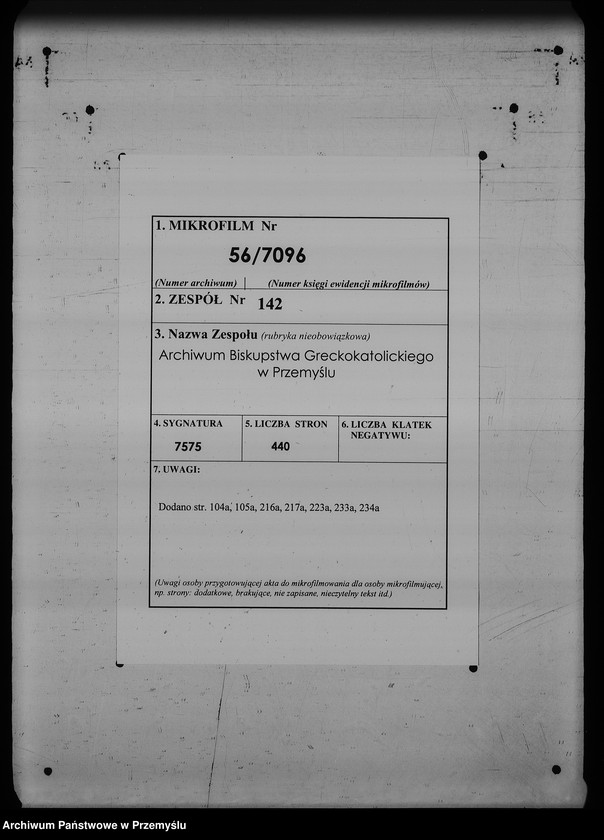 1. MIKROFILM Nr
56/7096
(Numer archiwum) | (Numer księgi ewidencji mikrofilmów)
2. ZESPÓŁ Nr 142
3. Nazwa Zespołu (rubryka nieobowiązkowa)
Archiwum Biskupstwa Greckokatolickiego
w Przemyślu
4. SYGNATURA
7575
5. LICZBA STRON
440
6. LICZBA KLATEK
NEGATYWU:
7. UWAGI:
Dodano str. 104a, 105a, 216a, 217a, 223a, 233a, 234a
(Uwagi osoby przygotowującej akta do mikrofilmowania dla osoby mikrofilmującej,
np. strony: dodatkowe, brakujące, nie zapisane, nieczytelny tekst itd.)
Archiwum Państwowe w Przemyślu